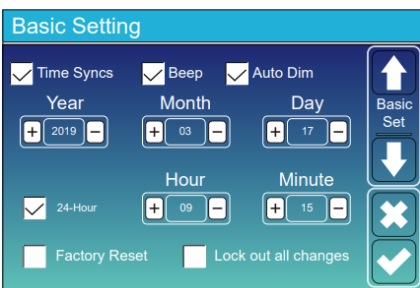 Basic Setting
Time Syncs Beep Auto Dim
Year Month Day
Basic Set
+ 2019 − + 03 − + 17 −
Hour Minute
24-Hour + 09 − + 15 −
Factory Reset Lock out all changes